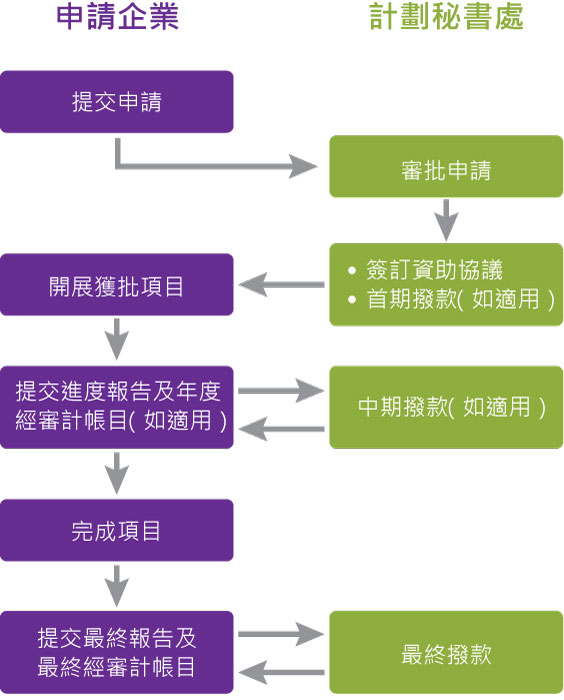 申請企業
計劃秘書處
提交申請
審批申請
• 簽訂資助協議
• 首期撥款( 如適用 )
開展獲批項目
提交進度報告及年度
經審計帳目( 如適用 )
中期撥款( 如適用 )
完成項目
提交最終報告及
最終經審計帳目
最終撥款